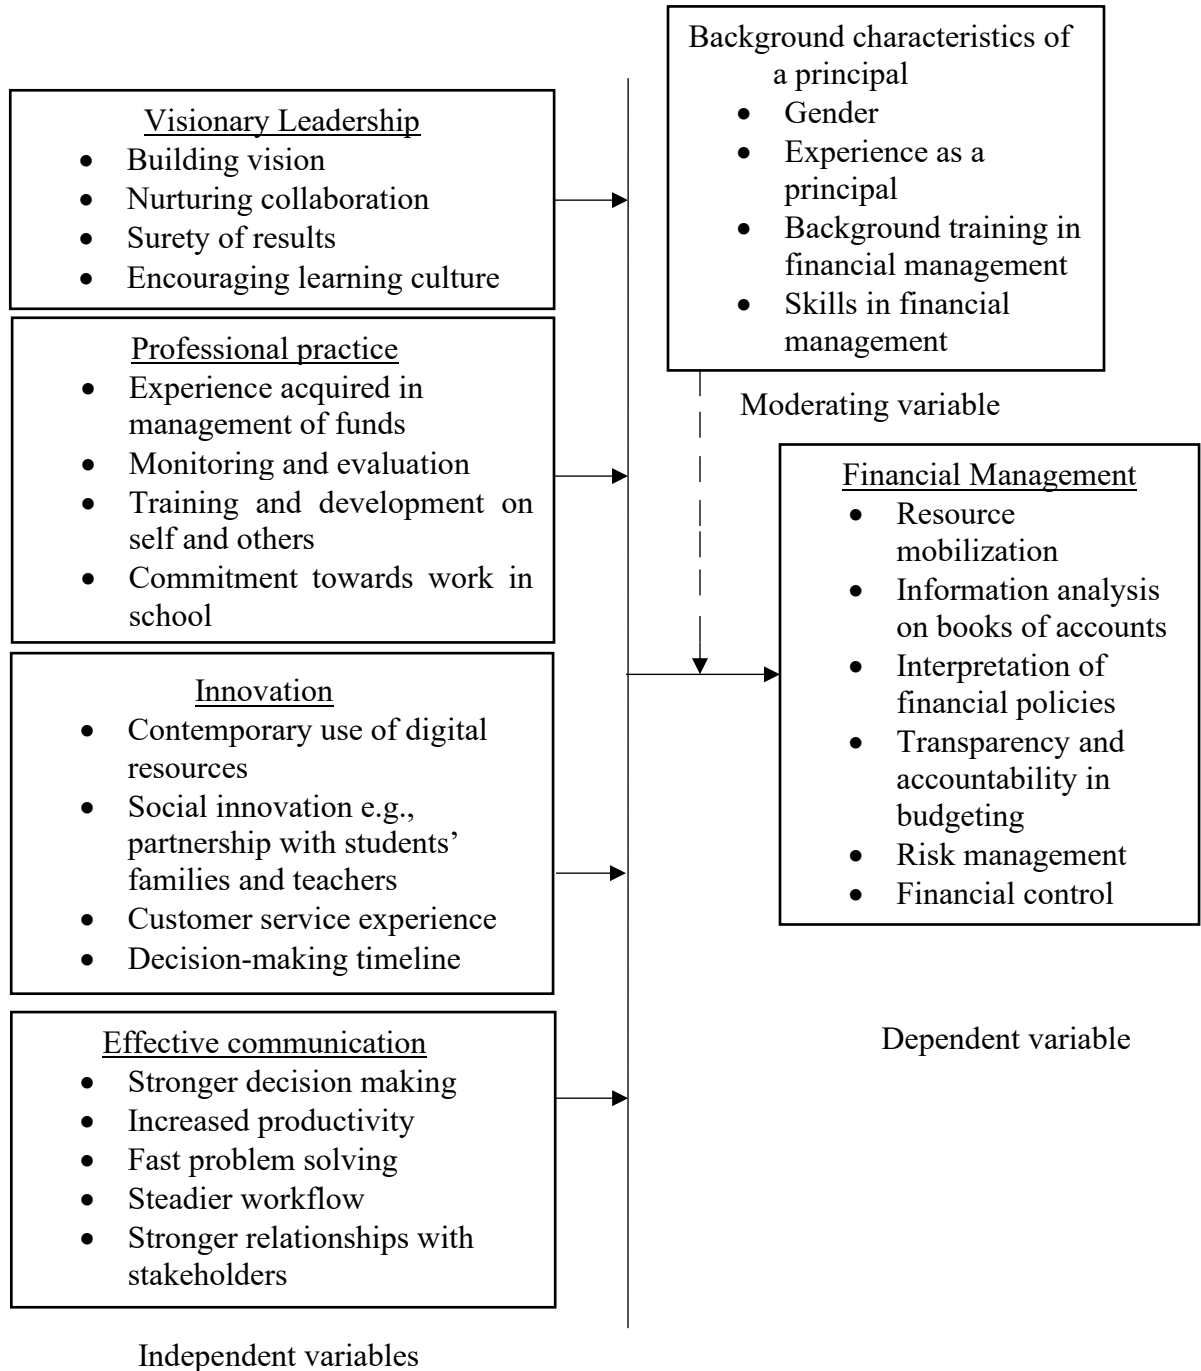 Visionary Leadership
• Building vision
• Nurturing collaboration
• Surety of results
• Encouraging learning culture
Professional practice
• Experience acquired in
management of funds
• Monitoring and evaluation
• Training and development on
self and others
• Commitment towards work in
school
Innovation
• Contemporary use of digital
resources
• Social innovation e.g.,
partnership with students’
families and teachers
• Customer service experience
• Decision-making timeline
Effective communication
• Stronger decision making
• Increased productivity
• Fast problem solving
• Steadier workflow
• Stronger relationships with
stakeholders
Independent variables
Background characteristics of
a principal
• Gender
• Experience as a
principal
• Background training in
financial management
• Skills in financial
management
Moderating variable
Financial Management
• Resource
mobilization
• Information analysis
on books of accounts
• Interpretation of
financial policies
• Transparency and
accountability in
budgeting
• Risk management
• Financial control
Dependent variable